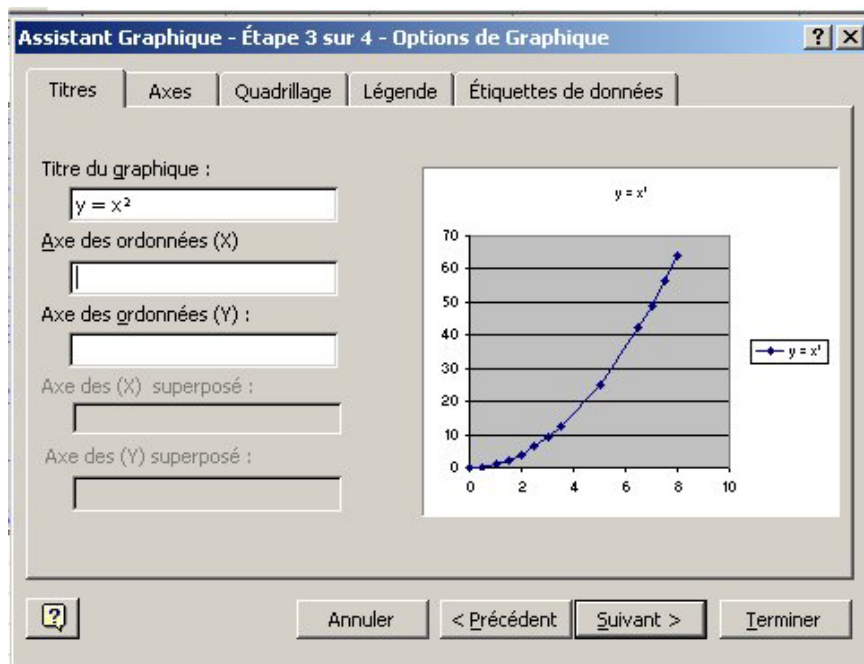 Assistant Graphique - Étape 3 sur 4 - Options de Graphique
Titres Axes Quadrillage Légende Étiquettes de données
Titre du graphique :
y = x²
Axe des ordonnées (X)
Axe des ordonnées (Y) :
Axe des (X) superposé :
Axe des (Y) superposé :
y = x²
70
60
50
40
30
20
10
0
0 2 4 6 8 10
y = x²
Annuler < Précédent Suivant > Terminer